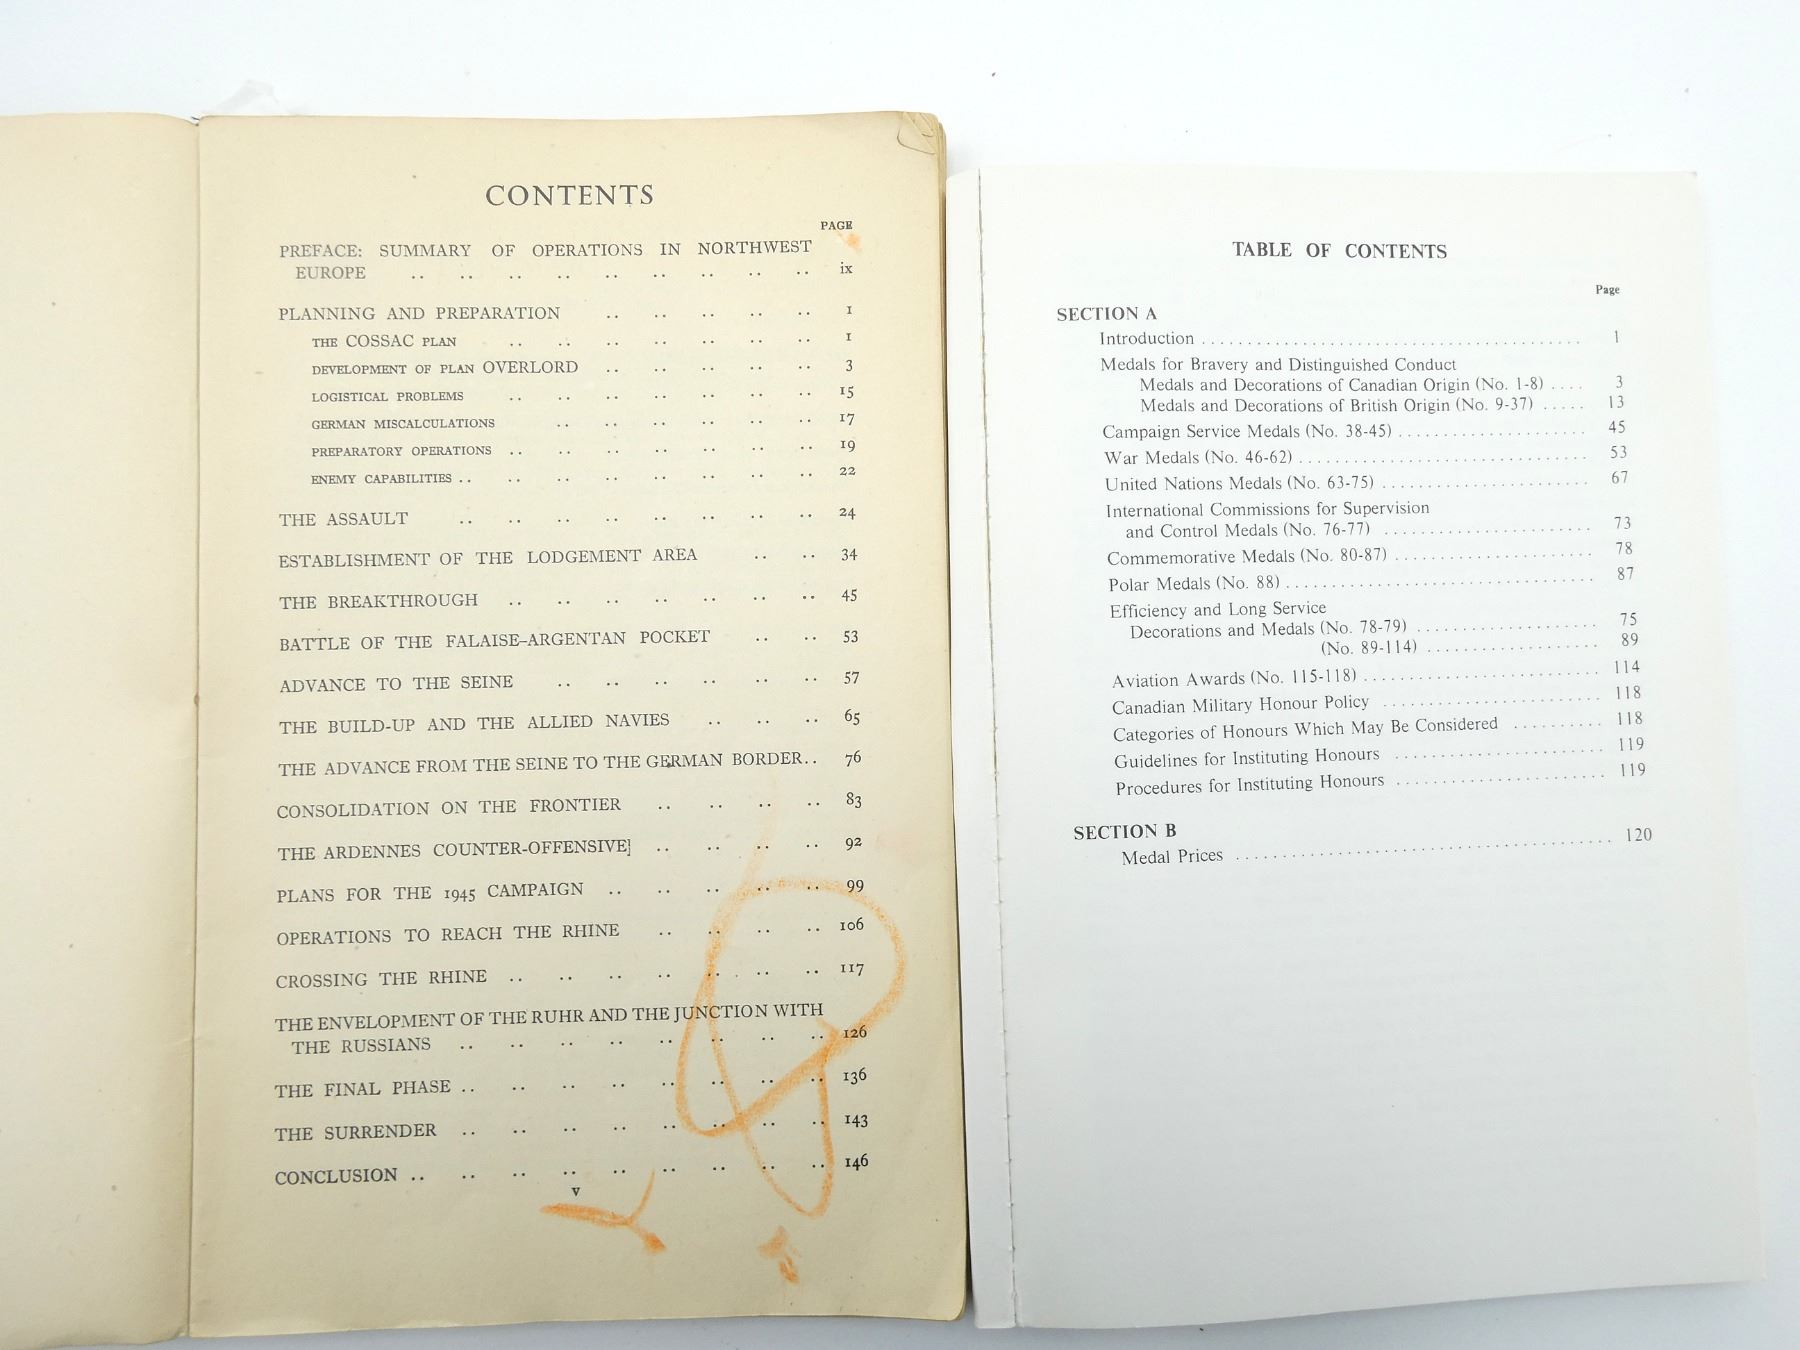 CONTENTS
PAGE
PREFACE: SUMMARY OF OPERATIONS IN NORTHWEST
EUROPE .. .. .. .. .. .. .. .. .. ix
PLANNING AND PREPARATION .. .. .. .. .. 1
THE COSSAC PLAN .. .. .. .. .. .. .. 1
DEVELOPMENT OF PLAN OVERLORD .. .. .. .. .. 3
LOGISTICAL PROBLEMS .. .. .. .. .. .. .. 15
GERMAN MISCALCULATIONS .. .. .. .. .. .. 17
PREPARATORY OPERATIONS .. .. .. .. .. .. .. 19
ENEMY CAPABILITIES .. .. .. .. .. .. .. .. 22
THE ASSAULT .. .. .. .. .. .. .. .. 24
ESTABLISHMENT OF THE LODGEMENT AREA .. .. 34
THE BREAKTHROUGH .. .. .. .. .. .. .. 45
BATTLE OF THE FALAISE–ARGENTAN POCKET .. .. 53
ADVANCE TO THE SEINE .. .. .. .. .. .. 57
THE BUILD-UP AND THE ALLIED NAVIES .. .. .. 65
THE ADVANCE FROM THE SEINE TO THE GERMAN BORDER.. 76
CONSOLIDATION ON THE FRONTIER .. .. .. .. 83
THE ARDENNES COUNTER-OFFENSIVE] .. .. .. .. 92
PLANS FOR THE 1945 CAMPAIGN .. .. .. .. .. 99
OPERATIONS TO REACH THE RHINE .. .. .. .. 106
CROSSING THE RHINE .. .. .. .. .. .. .. 117
THE ENVELOPMENT OF THE RUHR AND THE JUNCTION WITH
THE RUSSIANS .. .. .. .. .. .. .. .. 126
THE FINAL PHASE .. .. .. .. .. .. .. .. 136
THE SURRENDER .. .. .. .. .. .. .. .. 143
CONCLUSION .. .. .. .. .. .. .. .. .. 146
v
TABLE OF CONTENTS
Page
SECTION A
Introduction ........................................ 1
Medals for Bravery and Distinguished Conduct
Medals and Decorations of Canadian Origin (No. 1-8) .... 3
Medals and Decorations of British Origin (No. 9-37) ..... 13
Campaign Service Medals (No. 38-45) .................... 45
War Medals (No. 46-62) .............................. 53
United Nations Medals (No. 63-75) ...................... 67
International Commissions for Supervision
and Control Medals (No. 76-77) ...................... 73
Commemorative Medals (No. 80-87) ..................... 78
Polar Medals (No. 88) ................................. 87
Efficiency and Long Service
Decorations and Medals (No. 78-79) .................... 75
(No. 89-114) .................. 89
Aviation Awards (No. 115-118) ......................... 114
Canadian Military Honour Policy ....................... 118
Categories of Honours Which May Be Considered .......... 118
Guidelines for Instituting Honours ....................... 119
Procedures for Instituting Honours ....................... 119
SECTION B
Medal Prices ........................................ 120